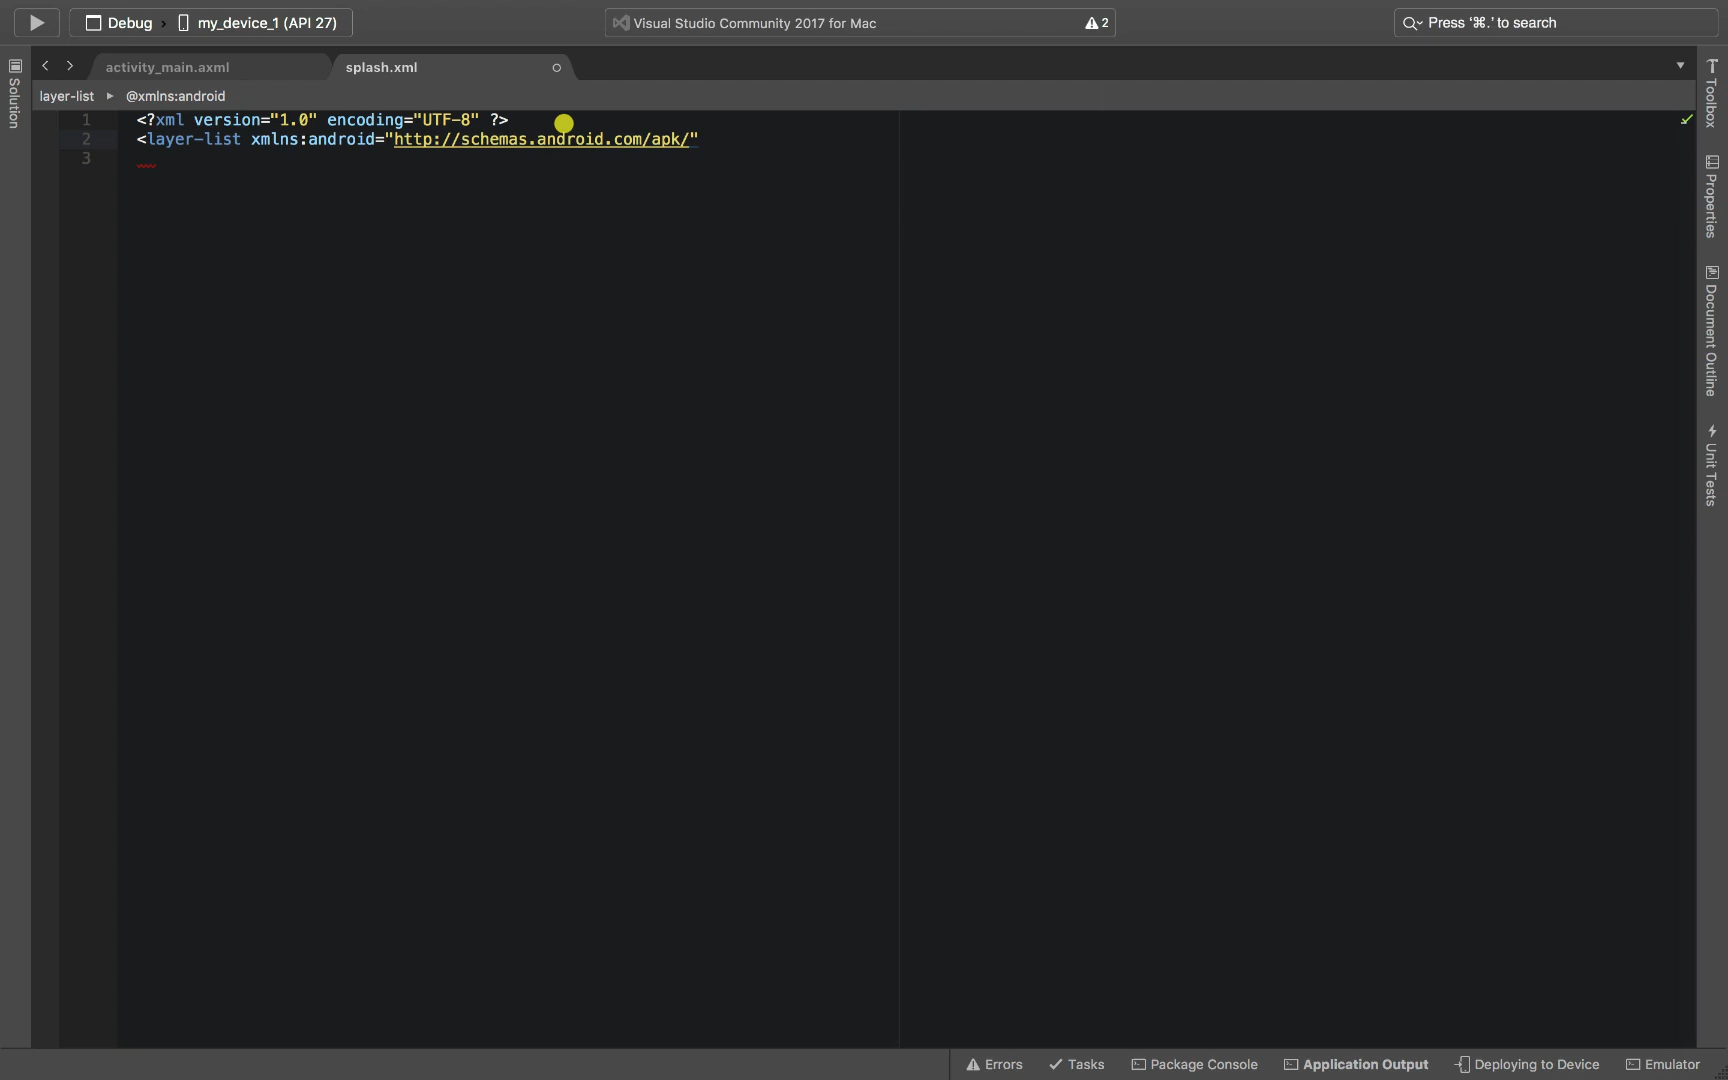 Debug
my_device_1 (API 27)
Visual Studio Community 2017 for Mac
2
Press '⌘.' to search
Solution
activity_main.axml
splash.xml
layer-list
@xmlns:android
1 <?xml version="1.0" encoding="UTF-8" ?>
2 <layer-list xmlns:android="http://schemas.android.com/apk/"
3
Toolbox
Properties
Document Outline
Unit Tests
Errors
Tasks
Package Console
Application Output
Deploying to Device
Emulator